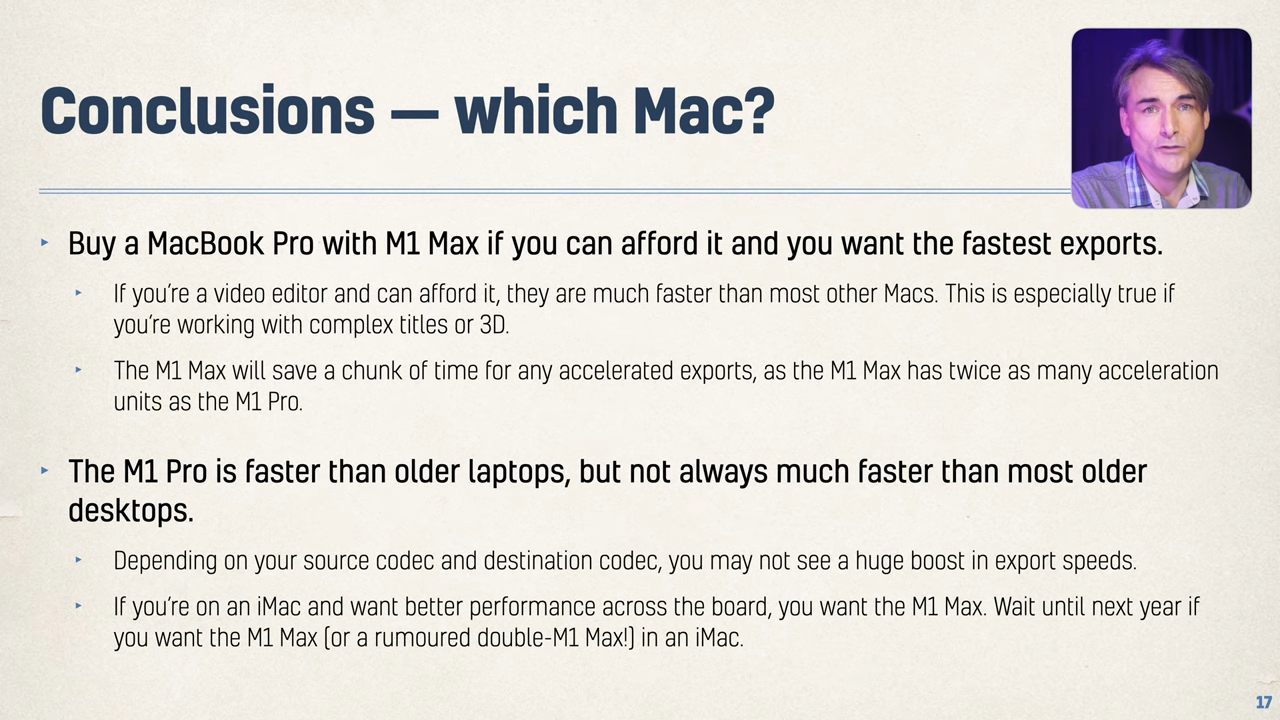 Conclusions — which Mac?
‣ Buy a MacBook Pro with M1 Max if you can afford it and you want the fastest exports.
‣ If you’re a video editor and can afford it, they are much faster than most other Macs. This is especially true if
you’re working with complex titles or 3D.
‣ The M1 Max will save a chunk of time for any accelerated exports, as the M1 Max has twice as many acceleration
units as the M1 Pro.
‣ The M1 Pro is faster than older laptops, but not always much faster than most older
desktops.
‣ Depending on your source codec and destination codec, you may not see a huge boost in export speeds.
‣ If you’re on an iMac and want better performance across the board, you want the M1 Max. Wait until next year if
you want the M1 Max (or a rumoured double-M1 Max!) in an iMac.
17